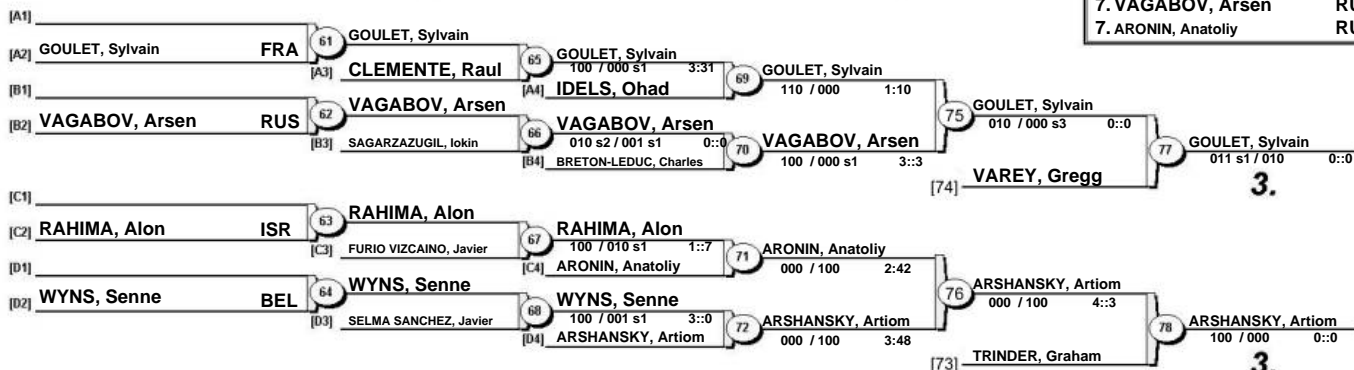 7. VAGABOV, Arsen RU
7. ARONIN, Anatoliy RU
[A1]
[A2] GOULET, Sylvain FRA
61 GOULET, Sylvain
[A3] CLEMENTE, Raul
65 GOULET, Sylvain
100 / 000 s1 3:31
[A4] IDELS, Ohad
69 GOULET, Sylvain
110 / 000 1:10
[B1]
[B2] VAGABOV, Arsen RUS
62 VAGABOV, Arsen
[B3] SAGARZAZUGIL, Iokin
66 VAGABOV, Arsen
010 s2 / 001 s1 0::0
[B4] BRETON-LEDUC, Charles
70 VAGABOV, Arsen
100 / 000 s1 3::3
75 GOULET, Sylvain
010 / 000 s3 0::0
[74] VAREY, Gregg
77 GOULET, Sylvain
011 s1 / 010 0::0
3.
[C1]
[C2] RAHIMA, Alon ISR
63 RAHIMA, Alon
[C3] FURIO VIZCAINO, Javier
67 RAHIMA, Alon
100 / 010 s1 1::7
[C4] ARONIN, Anatoliy
71 ARONIN, Anatoliy
000 / 100 2:42
[D1]
[D2] WYNS, Senne BEL
64 WYNS, Senne
[D3] SELMA SANCHEZ, Javier
68 WYNS, Senne
100 / 001 s1 3::0
[D4] ARSHANSKY, Artiom
72 ARSHANSKY, Artiom
000 / 100 3:48
76 ARSHANSKY, Artiom
000 / 100 4::3
[73] TRINDER, Graham
78 ARSHANSKY, Artiom
100 / 000 0::0
3.